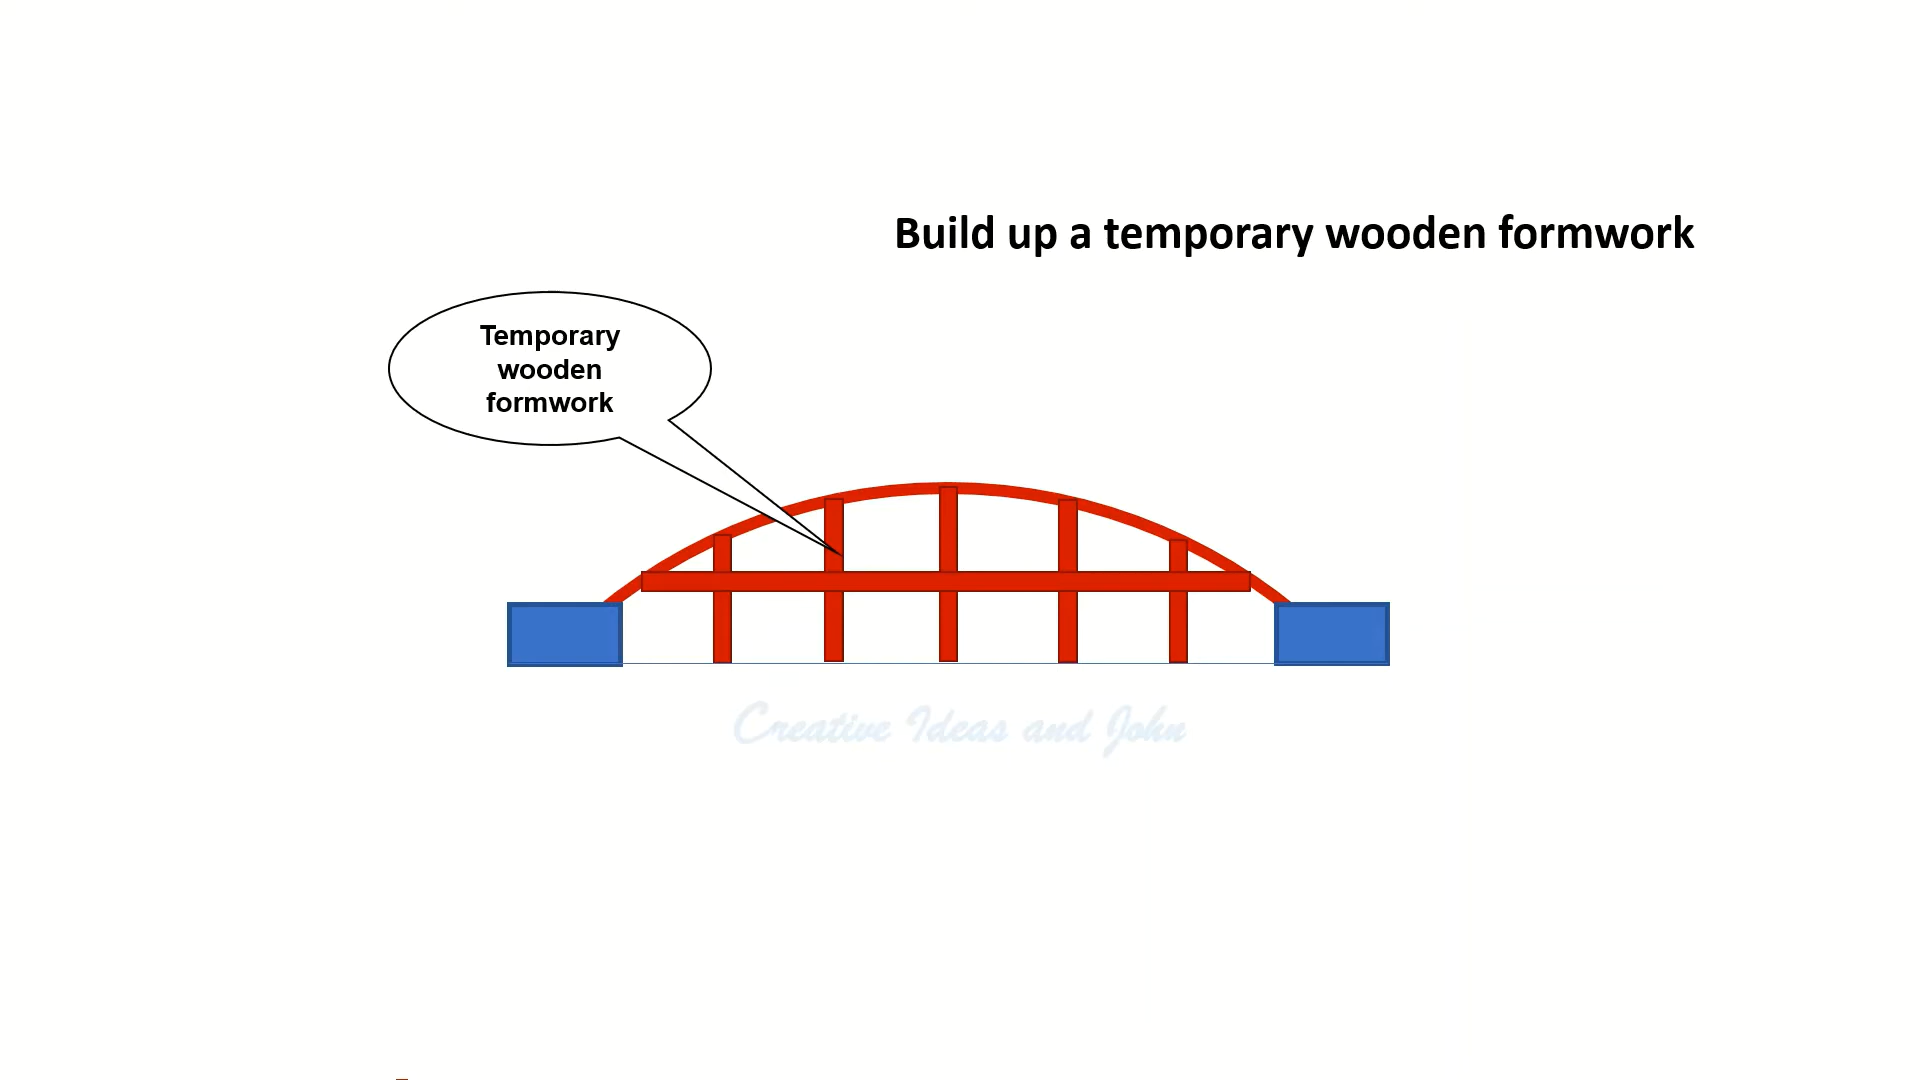 Build up a temporary wooden formwork
Temporary
wooden
formwork
Creative Ideas and John